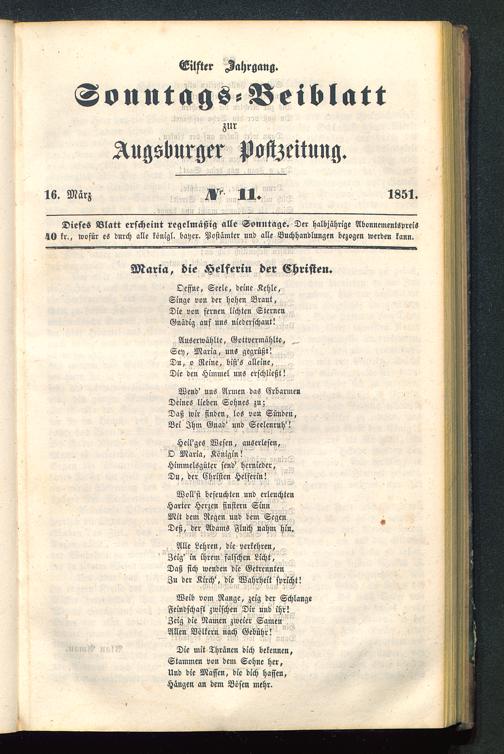 Eilfter Jahrgang.
Sonntags-Beiblatt
zur
Augsburger Postzeitung.
16. März Nr. 11. 1851.
Dieses Blatt erscheint regelmäßig alle Sonntage. Der halbjährige Abonnementspreis
40 kr., wofür es durch alle königl. bayer. Postämter und alle Buchhandlungen bezogen werden kann.
Maria, die Helferin der Christen.
Oeffne, Seele, deine Kehle,
Singe von der hohen Braut,
Die von fernen lichten Sternen
Gnädig auf uns niederschaut!
Auserwählte, Gottvermählte,
Sey, Maria, uns gegrüßt!
Du, o Reine, bist's alleine,
Die den Himmel uns erschließt!
Wend' uns Armen das Erbarmen
Deines lieben Sohnes zu;
Daß wir finden, los von Sünden,
Bei Ihm Gnad' und Seelenruh'!
Heil'ges Wesen, auserlesen,
O Maria, Königin!
Himmelsgüter send' hernieder,
Du, der Christen Helferin!
Woll'st befeuchten und erleuchten
Harter Herzen finstern Sinn
Mit dem Regen und dem Segen
Deß, der Adams Fluch nahm hin.
Alle Lehren, die verkehren,
Zeig' in ihrem falschen Licht,
Daß sich wenden die Getrennten
Zu der Kirch', die Wahrheit spricht!
Weib vom Range, zeig der Schlange
Feindschaft zwischen Dir und ihr!
Zeig die Namen zweier Samen
Allen Völkern nach Gebühr!
Die mit Thränen dich bekennen,
Stammen von dem Sohne her,
Und die Massen, die dich hassen,
Hängen an dem Bösen mehr.